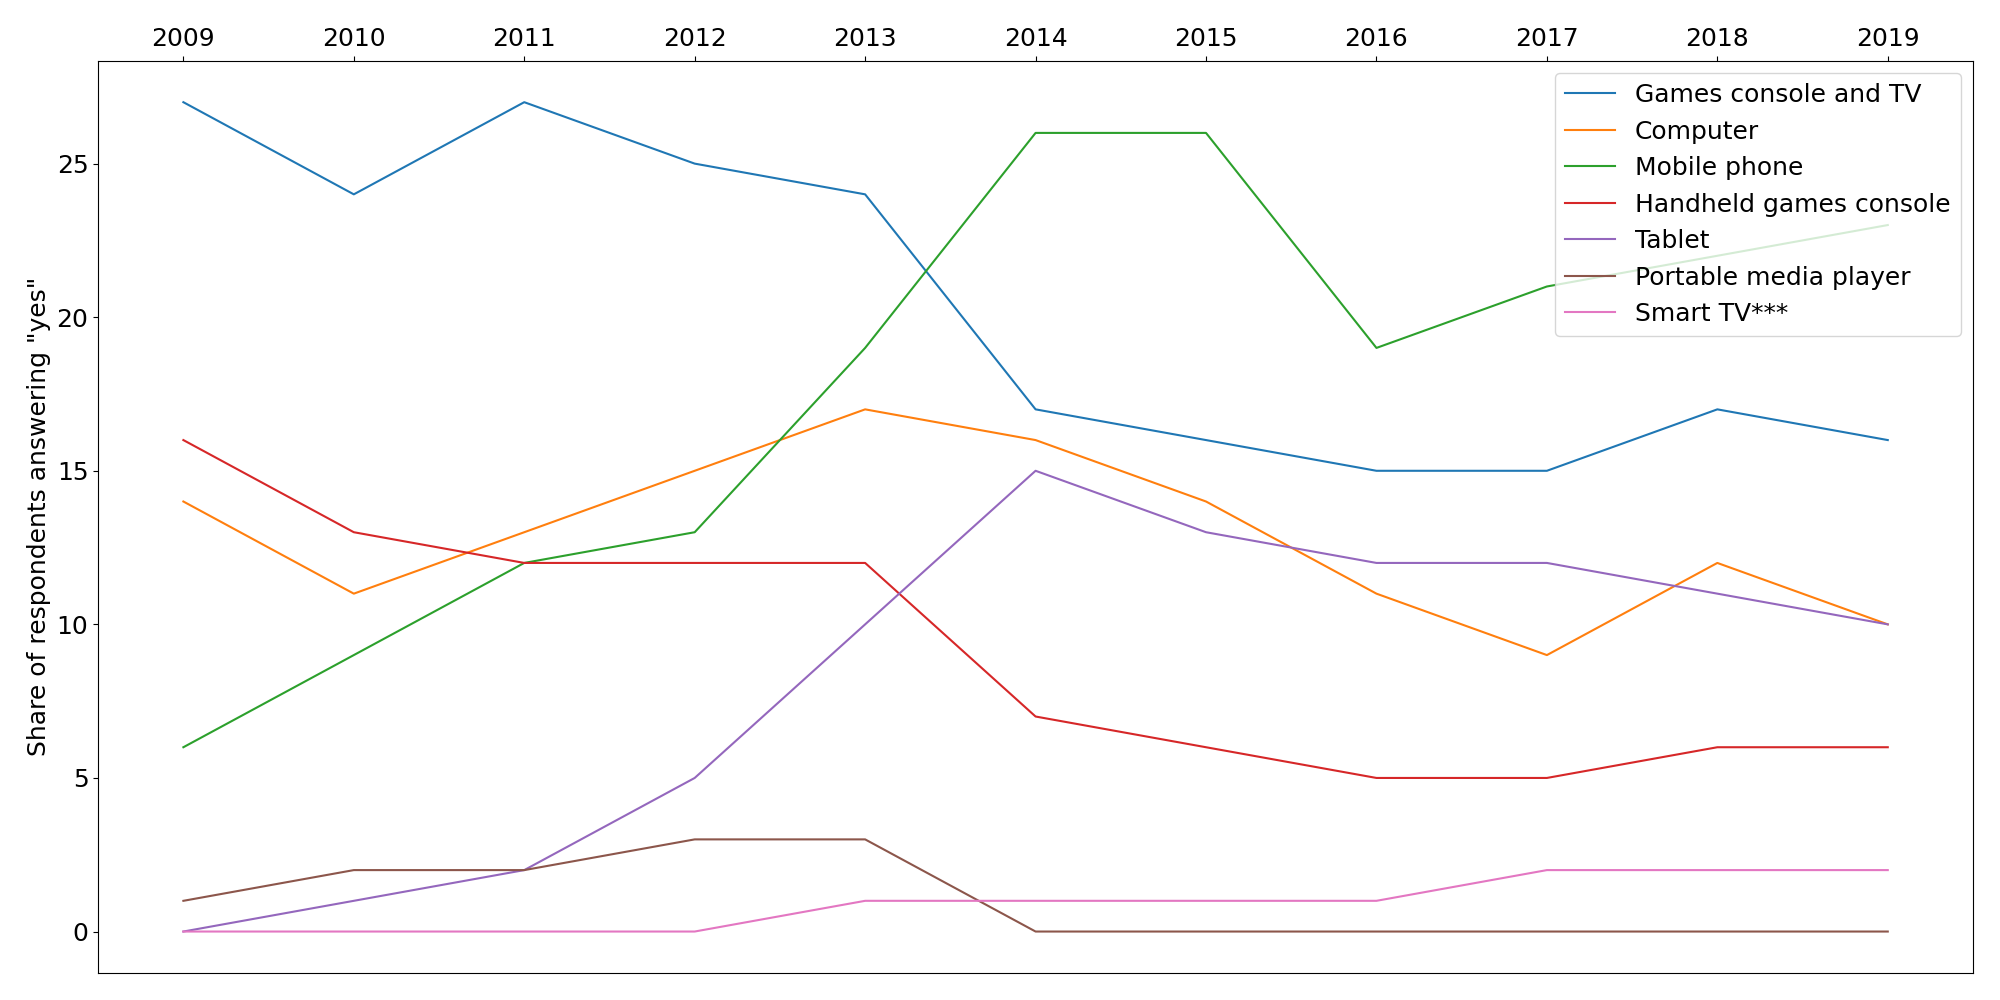 2009 2010 2011 2012 2013 2014 2015 2016 2017 2018 2019
Games console and TV
Computer
Mobile phone
Handheld games console
Tablet
Portable media player
Smart TV***
Share of respondents answering "yes"
25
20
15
10
5
0